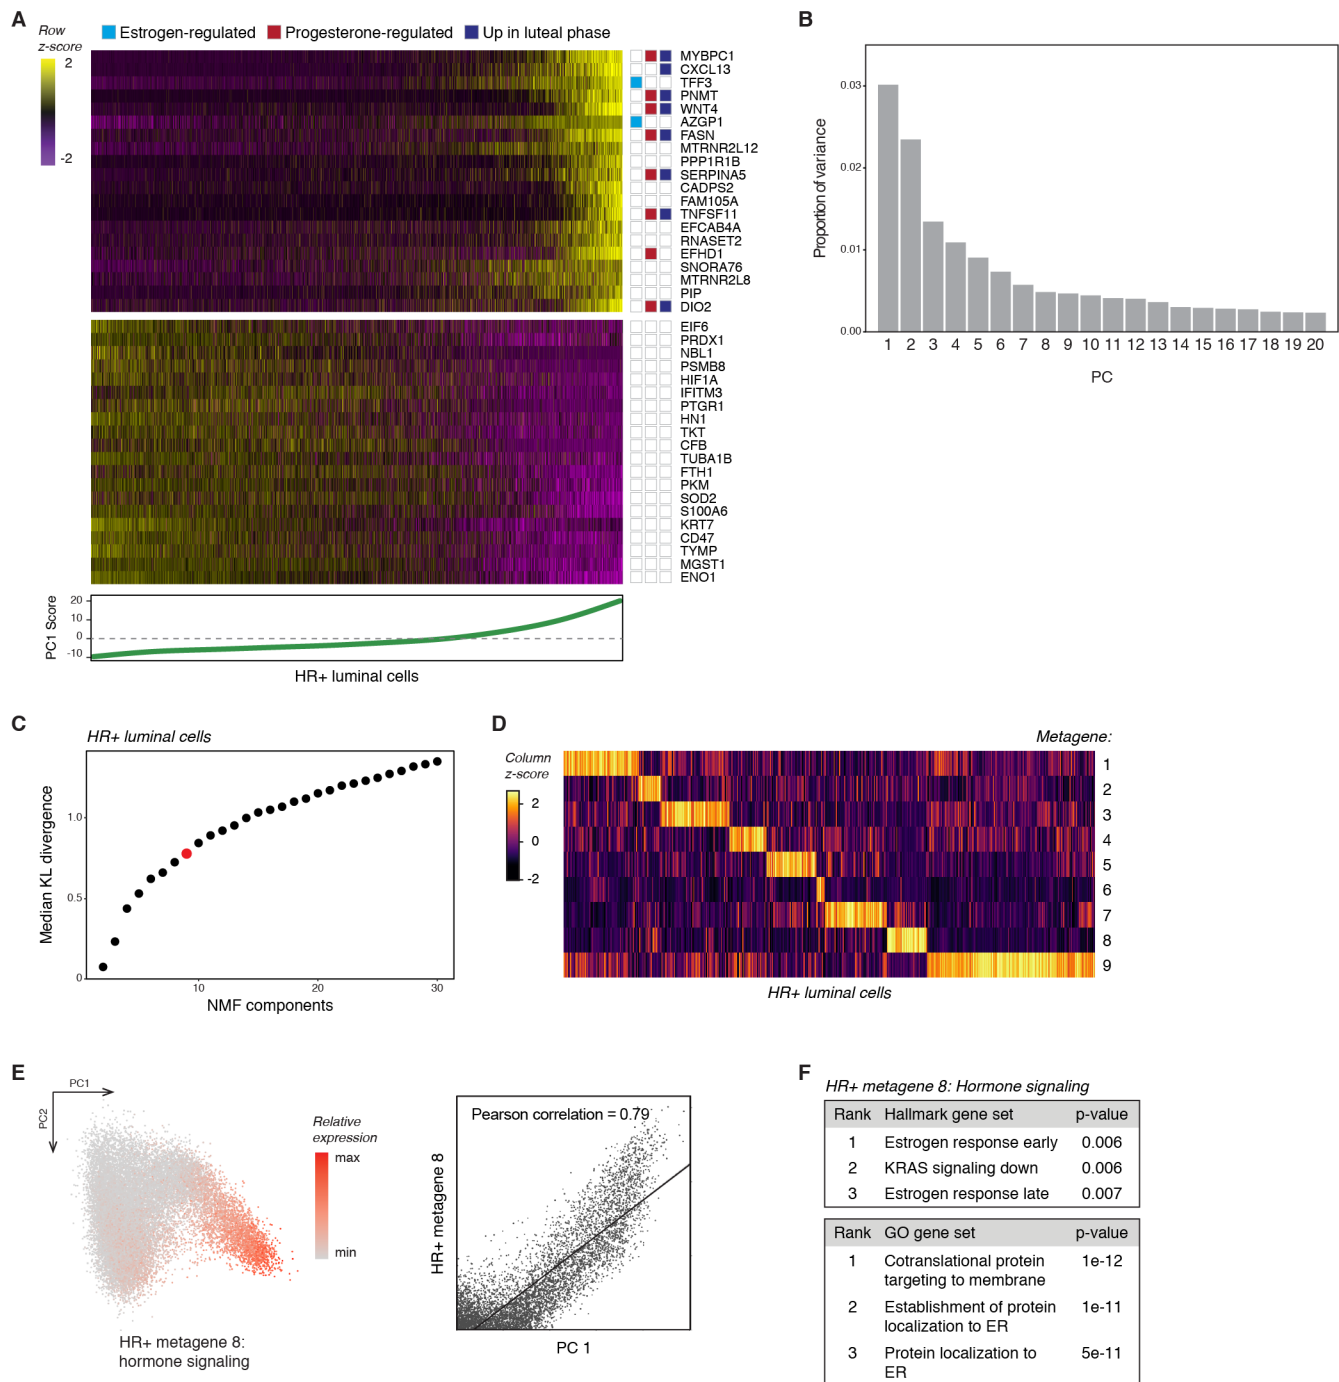 A
Row
z-score
2
-2
Estrogen-regulated
Progesterone-regulated
Up in luteal phase
MYBPC1
CXCL13
TFF3
PNMT
WNT4
AZGP1
FASN
MTRNR2L12
PPP1R1B
SERPINA5
CADPS2
FAM105A
TNFSF11
EFCAB4A
RNASET2
EFHD1
SNORA76
MTRNR2L8
PIP
DIO2
EIF6
PRDX1
NBL1
PSMB8
HIF1A
IFITM3
PTGR1
HN1
TKT
CFB
TUBA1B
FTH1
PKM
SOD2
S100A6
KRT7
CD47
TYMP
MGST1
ENO1
PC1 Score
20
10
0
-10
HR+ luminal cells
B
Proportion of variance
0.03
0.02
0.01
0.00
1 2 3 4 5 6 7 8 9 10 11 12 13 14 15 16 17 18 19 20
PC
C
HR+ luminal cells
Median KL divergence
1.0
0.5
0
10 20 30
NMF components
D
Column
z-score
2
0
-2
Metagene:
1
2
3
4
5
6
7
8
9
HR+ luminal cells
E
PC1
PC2
Relative
expression
max
min
HR+ metagene 8:
hormone signaling
Pearson correlation = 0.79
HR+ metagene 8
PC 1
F
HR+ metagene 8: Hormone signaling
Rank Hallmark gene set p-value
1 Estrogen response early 0.006
2 KRAS signaling down 0.006
3 Estrogen response late 0.007
Rank GO gene set p-value
1 Cotranslational protein 1e-12
targeting to membrane
2 Establishment of protein 1e-11
localization to ER
3 Protein localization to 5e-11
ER